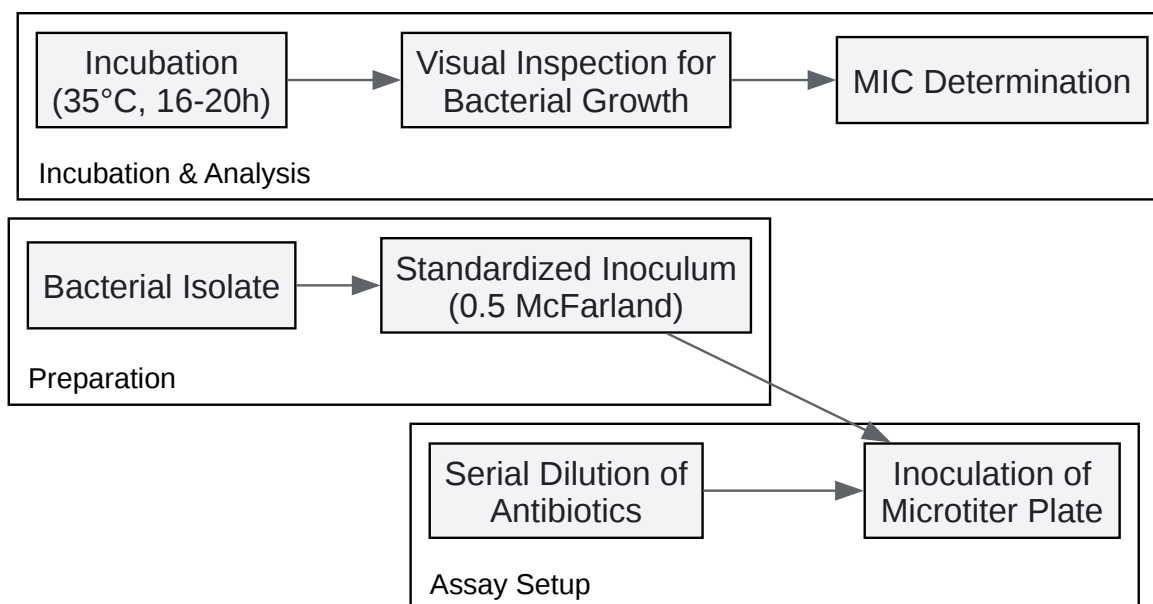 Incubation
(35°C, 16-20h)
Visual Inspection for
Bacterial Growth
MIC Determination
Incubation & Analysis
Bacterial Isolate
Standardized Inoculum
(0.5 McFarland)
Preparation
Serial Dilution of
Antibiotics
Inoculation of
Microtiter Plate
Assay Setup